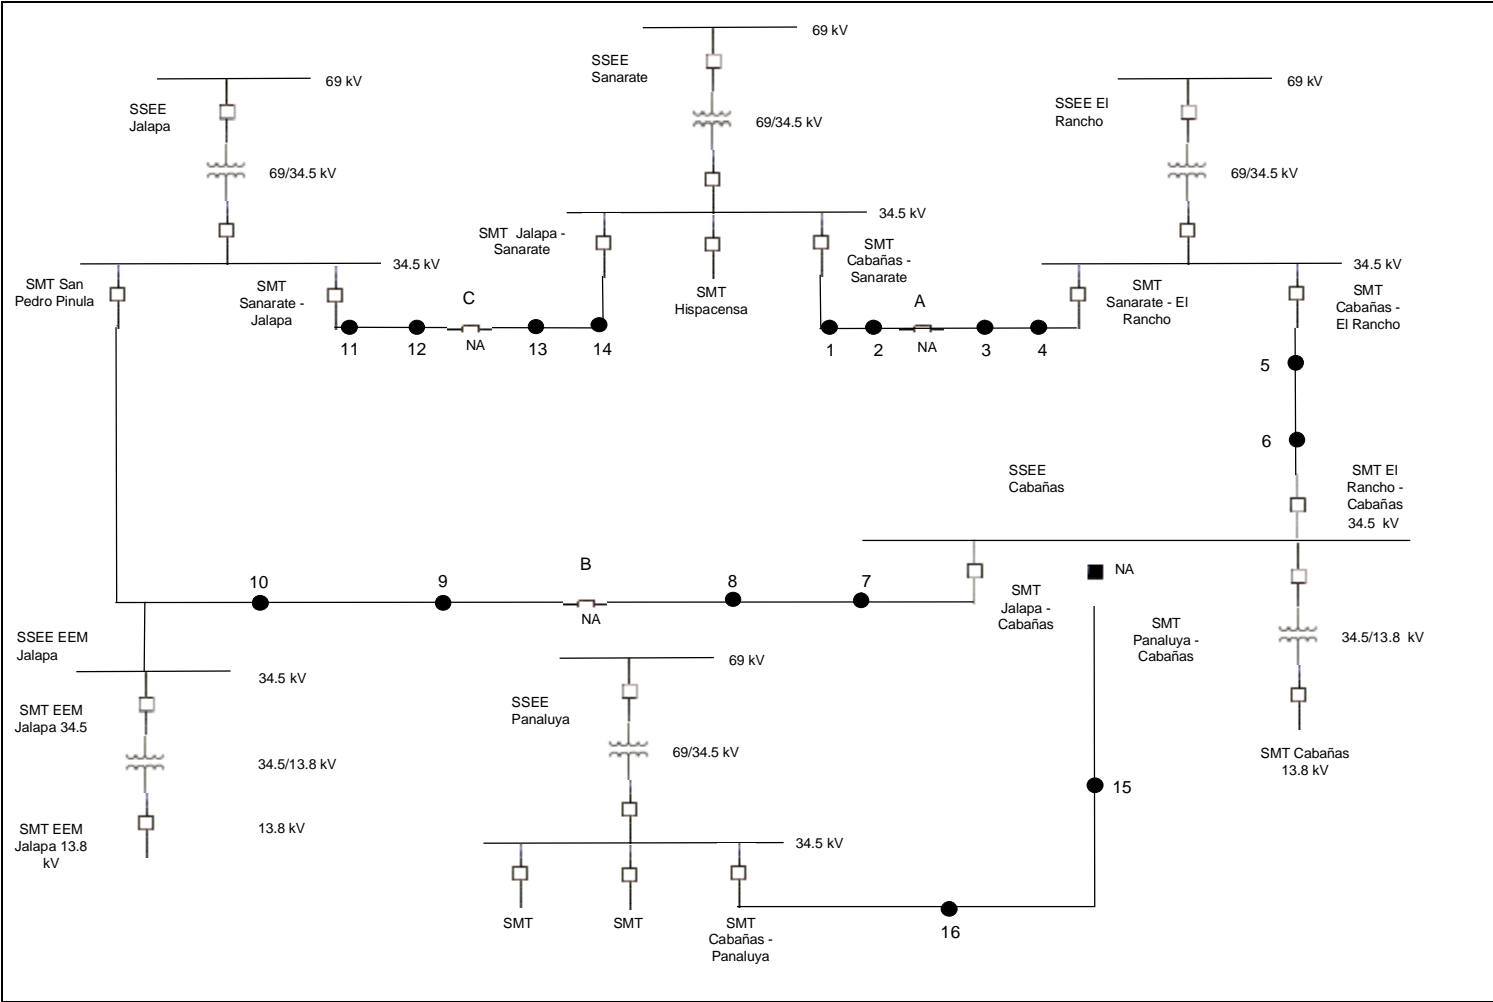 69 kV
SSEE
Sanarate
69 kV
69 kV
SSEE
Jalapa
SSEE El
Rancho
69/34.5 kV
69/34.5 kV
69/34.5 kV
34.5 kV
SMT Jalapa -
Sanarate
SMT
Cabañas -
Sanarate
34.5 kV
34.5 kV
SMT San
Pedro Pinula
SMT
Sanarate -
Jalapa
SMT
Hispacensa
SMT
Sanarate - El
Rancho
SMT
Cabañas -
El Rancho
C
A
NA
NA
11
12
13
14
1
2
3
4
5
6
SSEE
Cabañas
SMT El
Rancho -
Cabañas
34.5 kV
B
NA
10
9
8
7
NA
SMT
Jalapa -
Cabañas
SMT
Panaluya -
Cabañas
34.5/13.8 kV
SSEE EEM
Jalapa
34.5 kV
69 kV
SMT EEM
Jalapa 34.5
SSEE
Panaluya
34.5/13.8 kV
69/34.5 kV
SMT Cabañas
13.8 kV
15
SMT EEM
Jalapa 13.8
kV
13.8 kV
34.5 kV
SMT
SMT
SMT
Cabañas -
Panaluya
16